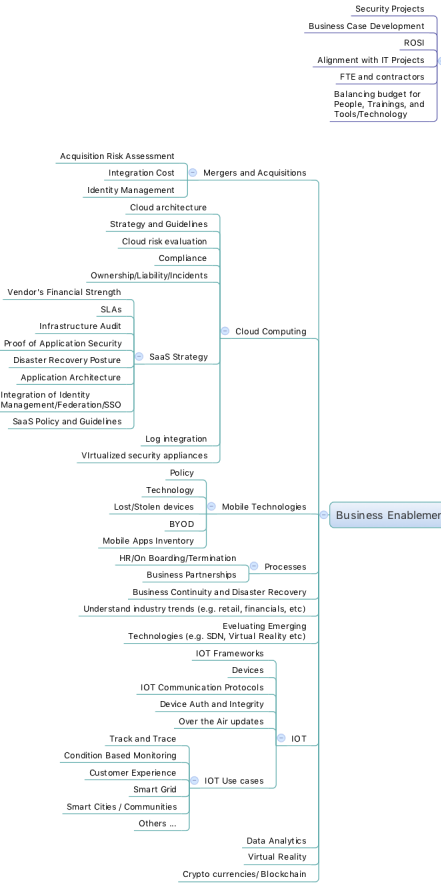 Security Projects
Business Case Development
ROSI
Alignment with IT Projects
FTE and contractors
Balancing budget for
People, Trainings, and
Tools/Technology
Acquisition Risk Assessment
Integration Cost
Identity Management
Mergers and Acquisitions
Cloud architecture
Strategy and Guidelines
Cloud risk evaluation
Compliance
Ownership/Liability/Incidents
Vendor's Financial Strength
SLAs
Infrastructure Audit
Proof of Application Security
Disaster Recovery Posture
Application Architecture
Integration of Identity
Management/Federation/SSO
SaaS Policy and Guidelines
SaaS Strategy
Log integration
VIrtualized security appliances
Cloud Computing
Policy
Technology
Lost/Stolen devices
BYOD
Mobile Apps Inventory
Mobile Technologies
HR/On Boarding/Termination
Business Partnerships
Processes
Business Continuity and Disaster Recovery
Understand industry trends (e.g. retail, financials, etc)
Eveluating Emerging
Technologies (e.g. SDN, Virtual Reality etc)
IOT Frameworks
Devices
IOT Communication Protocols
Device Auth and Integrity
Over the Air updates
Track and Trace
Condition Based Monitoring
Customer Experience
Smart Grid
Smart Cities / Communities
Others ...
IOT Use cases
IOT
Data Analytics
Virtual Reality
Crypto currencies/ Blockchain
Business Enablemer